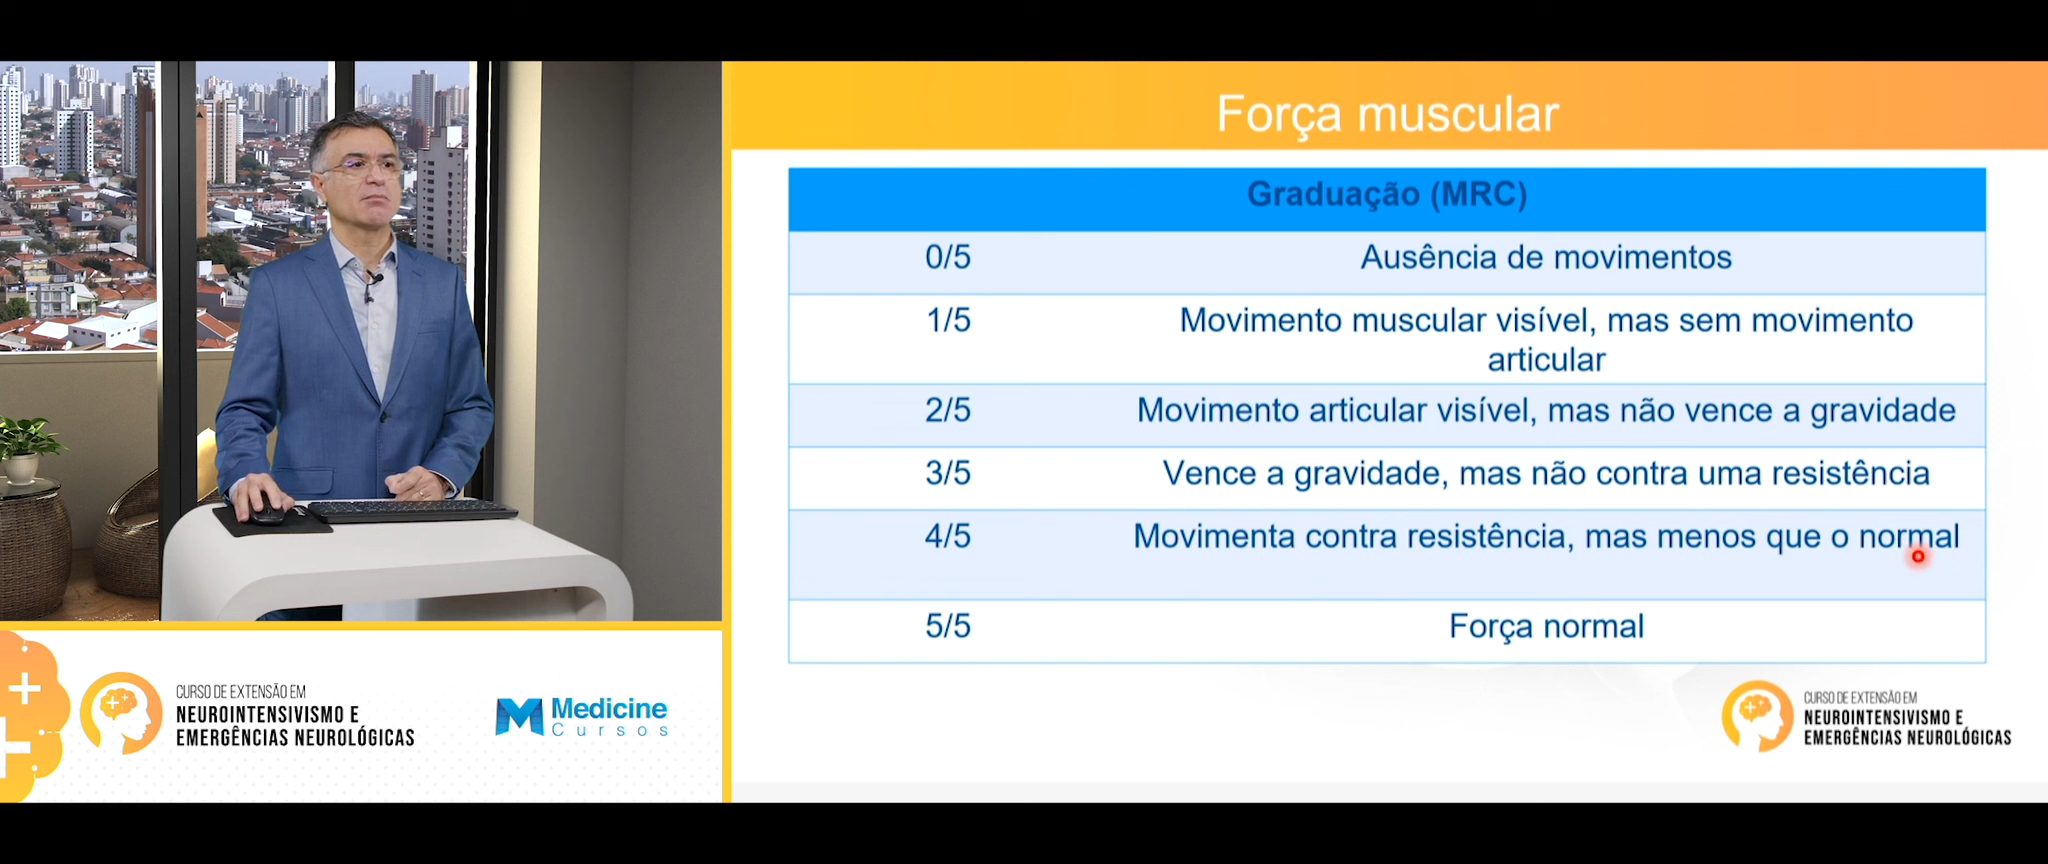 Força muscular
Graduação (MRC)
0/5 Ausência de movimentos
1/5 Movimento muscular visível, mas sem movimento
articular
2/5 Movimento articular visível, mas não vence a gravidade
3/5 Vence a gravidade, mas não contra uma resistência
4/5 Movimenta contra resistência, mas menos que o normal
5/5 Força normal
CURSO DE EXTENSÃO EM
NEUROINTENSIVISMO E
EMERGÊNCIAS NEUROLÓGICAS
Medicine
Cursos
CURSO DE EXTENSÃO EM
NEUROINTENSIVISMO E
EMERGÊNCIAS NEUROLÓGICAS